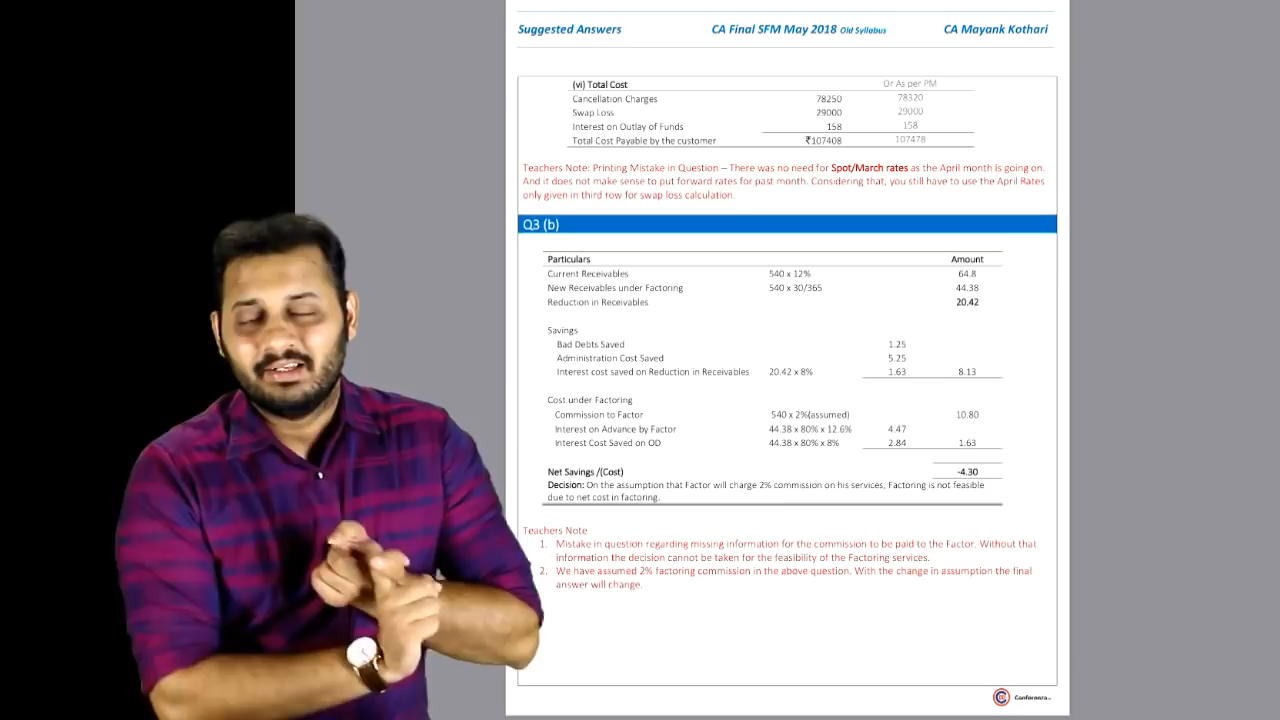 Suggested Answers CA Final SFM May 2018 Old Syllabus CA Mayank Kothari
(vi) Total Cost Or As per PM
Cancellation Charges 78250 78320
Swap Loss 29000 29000
Interest on Outlay of Funds 158 158
Total Cost Payable by the customer ₹107408 107478
Teachers Note: Printing Mistake in Question – There was no need for Spot/March rates as the April month is going on.
And it does not make sense to put forward rates for past month. Considering that, you still have to use the April Rates
only given in third row for swap loss calculation.
Q3 (b)
Particulars Amount
Current Receivables 540 x 12% 64.8
New Receivables under Factoring 540 x 30/365 44.38
Reduction in Receivables 20.42
Savings
Bad Debts Saved 1.25
Administration Cost Saved 5.25
Interest cost saved on Reduction in Receivables 20.42 x 8% 1.63 8.13
Cost under Factoring
Commission to Factor 540 x 2%(assumed) 10.80
Interest on Advance by Factor 44.38 x 80% x 12.6% 4.47
Interest Cost Saved on OD 44.38 x 80% x 8% 2.84 1.63
Net Savings /(Cost) -4.30
Decision: On the assumption that Factor will charge 2% commission on his services, Factoring is not feasible
due to net cost in factoring.
Teachers Note
1. Mistake in question regarding missing information for the commission to be paid to the Factor. Without that
information the decision cannot be taken for the feasibility of the Factoring services.
2. We have assumed 2% factoring commission in the above question. With the change in assumption the final
answer will change.